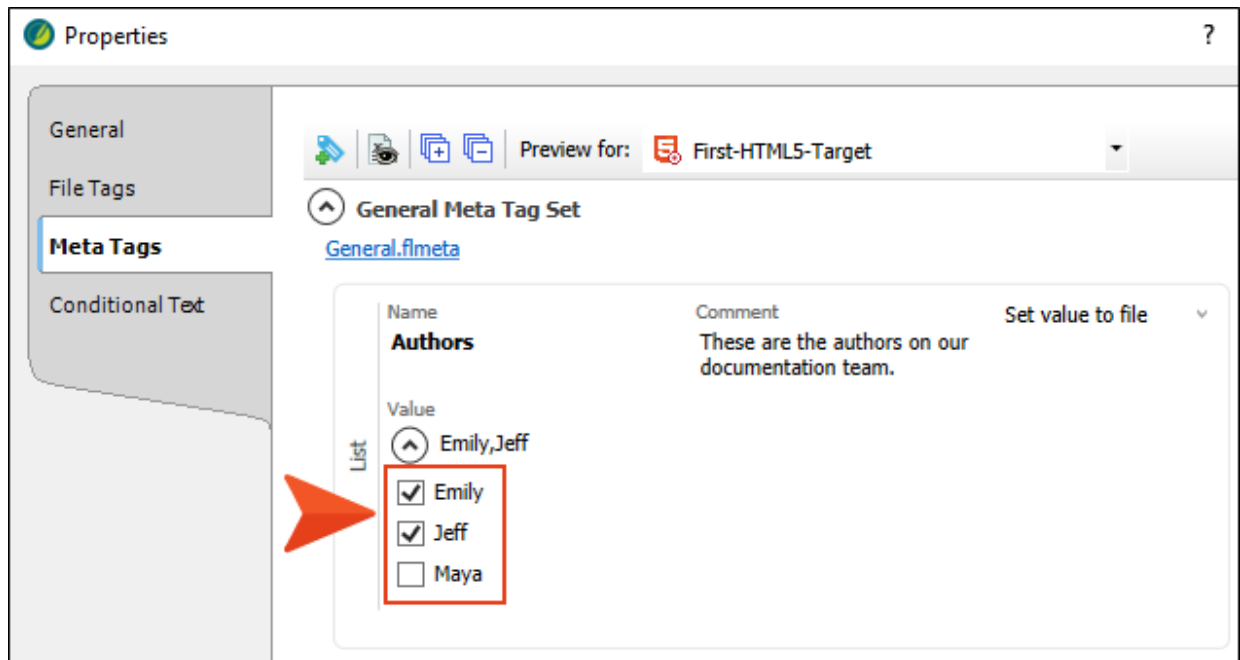 Properties
?
General
File Tags
Meta Tags
Conditional Text
Preview for:
First-HTML5-Target
General Meta Tag Set
General.flmeta
Name
Authors
Comment
These are the authors on our
documentation team.
Set value to file
Value
List
Emily,Jeff
Emily
Jeff
Maya